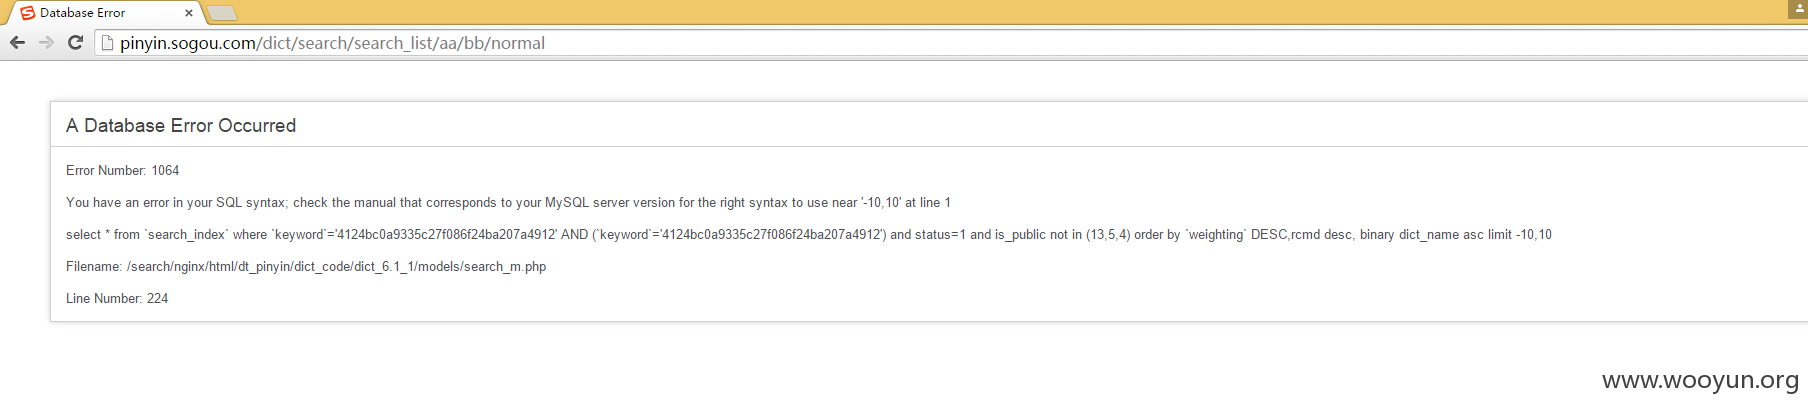 Database Error
pinyin.sogou.com/dict/search/search_list/aa/bb/normal
A Database Error Occurred
Error Number: 1064
You have an error in your SQL syntax; check the manual that corresponds to your MySQL server version for the right syntax to use near '-10,10' at line 1
select * from `search_index` where `keyword`='4124bc0a9335c27f086f24ba207a4912' AND (`keyword`='4124bc0a9335c27f086f24ba207a4912') and status=1 and is_public not in (13,5,4) order by `weighting` DESC,rcmd desc, binary dict_name asc limit -10,10
Filename: /search/nginx/html/dt_pinyin/dict_code/dict_6.1_1/models/search_m.php
Line Number: 224
www.wooyun.org